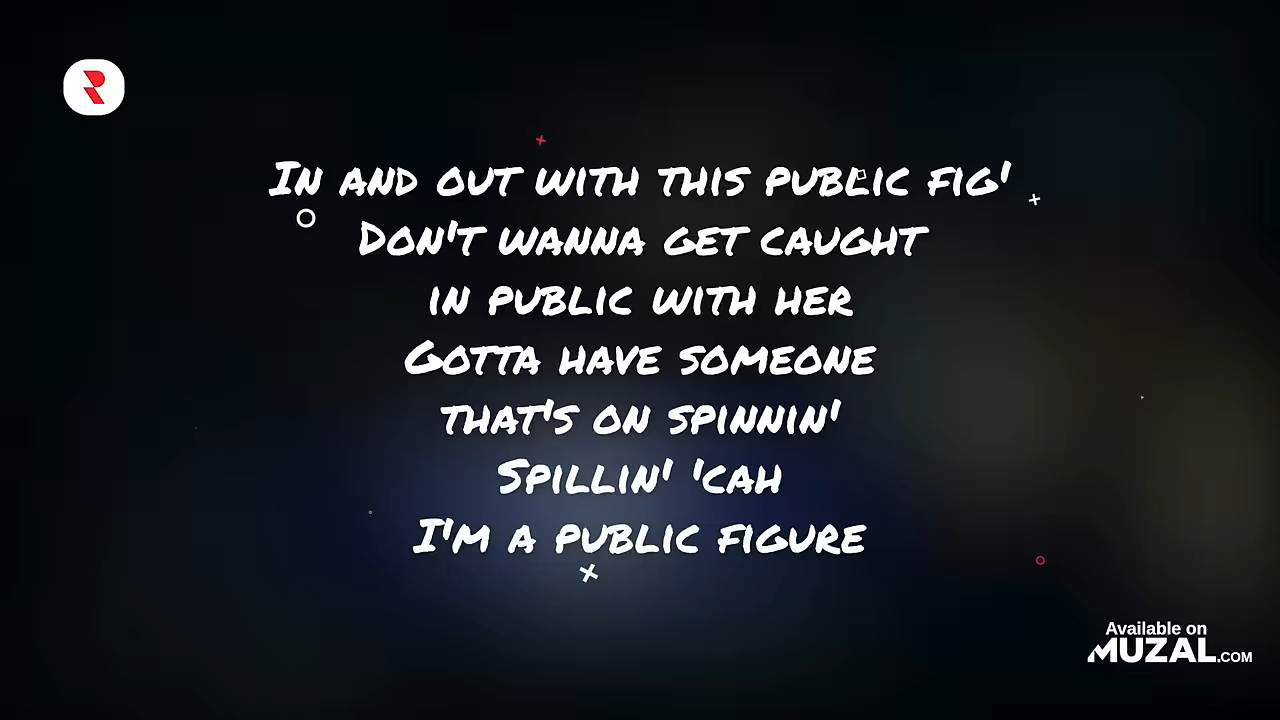 In and out with this public fig'
Don't wanna get caught
in public with her
Gotta have someone
that's on spinnin'
Spillin' 'cah
I'm a public figure
Available on
MUZAL.COM